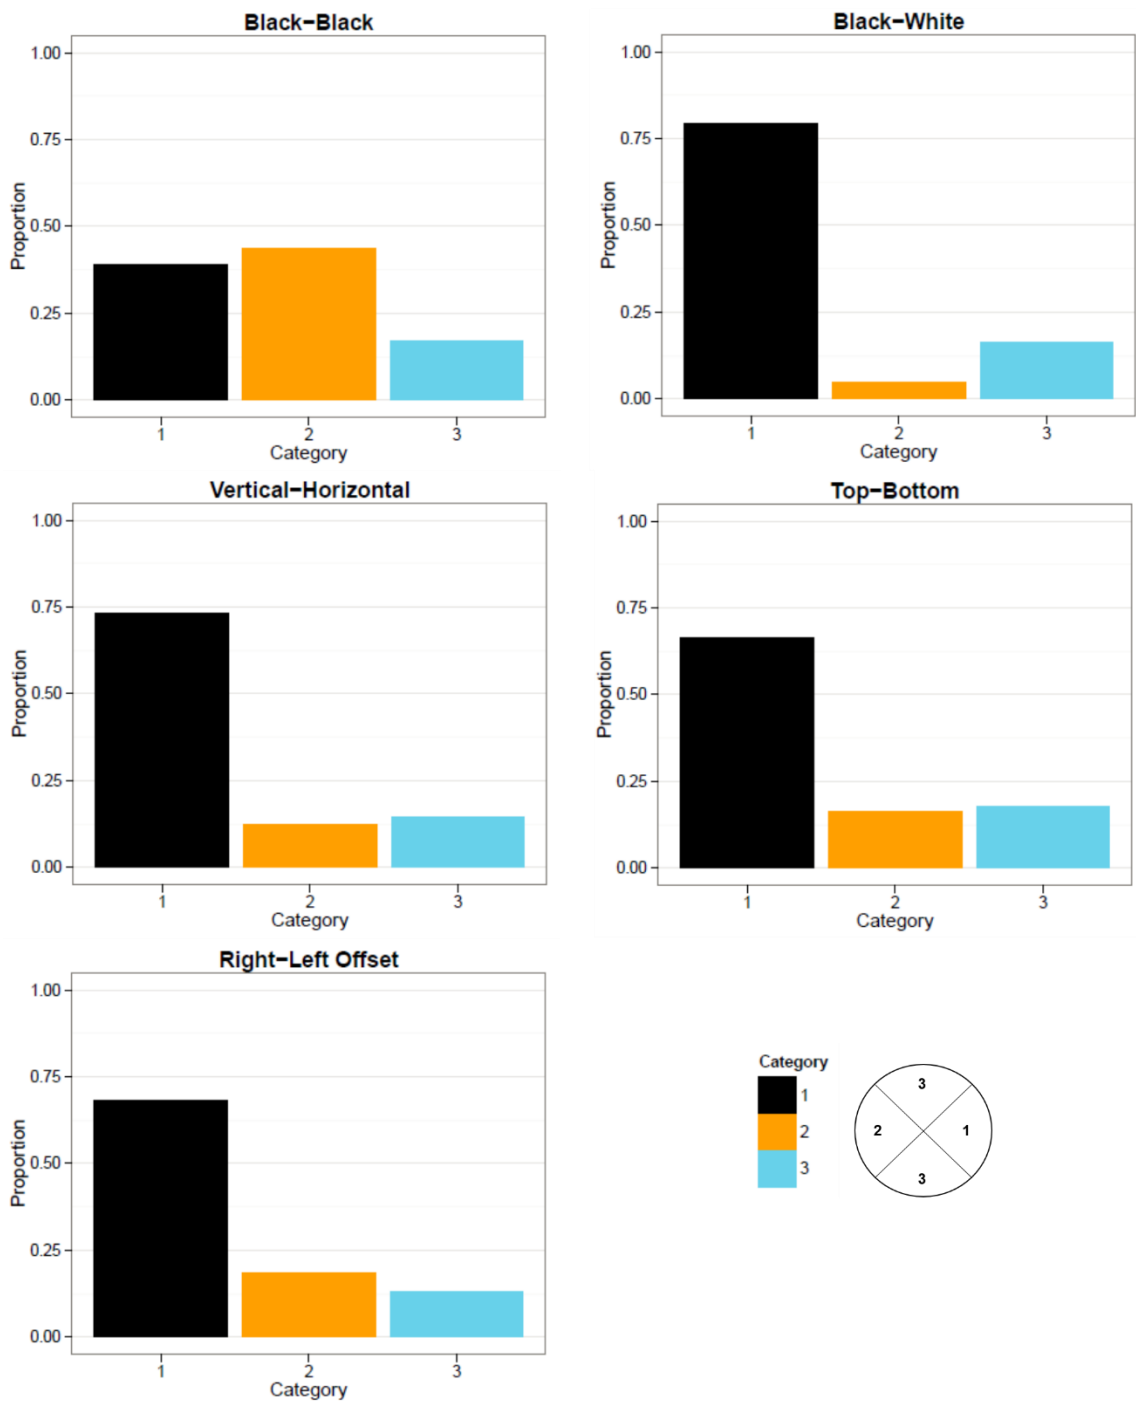 Black−Black
1.00
0.75
0.50
0.25
0.00
Proportion
1 2 3
Category
Black−White
1.00
0.75
0.50
0.25
0.00
Proportion
1 2 3
Category
Vertical−Horizontal
1.00
0.75
0.50
0.25
0.00
Proportion
1 2 3
Category
Top−Bottom
1.00
0.75
0.50
0.25
0.00
Proportion
1 2 3
Category
Right−Left Offset
1.00
0.75
0.50
0.25
0.00
Proportion
1 2 3
Category
Category
1
2
3
3
2 1
3